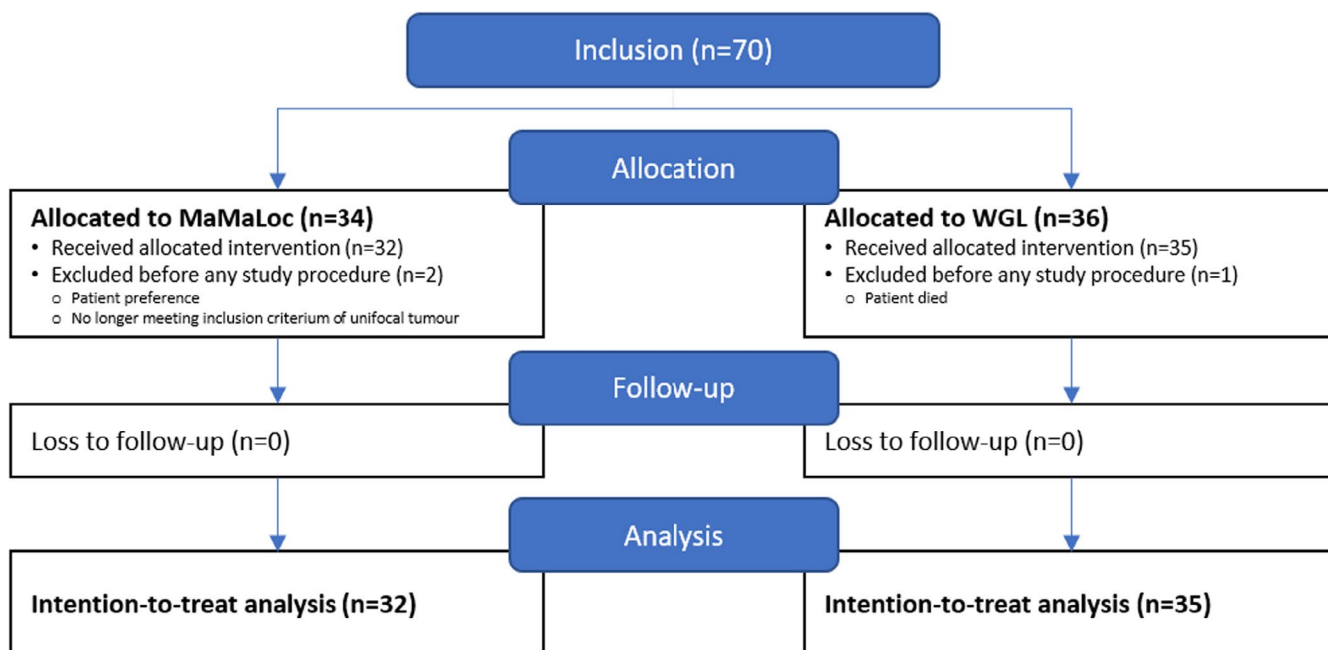 Inclusion (n=70)
Allocation
Allocated to MaMaLoc (n=34)
• Received allocated intervention (n=32)
• Excluded before any study procedure (n=2)
o Patient preference
o No longer meeting inclusion criterium of unifocal tumour
Allocated to WGL (n=36)
• Received allocated intervention (n=35)
• Excluded before any study procedure (n=1)
o Patient died
Follow-up
Loss to follow-up (n=0)
Loss to follow-up (n=0)
Analysis
Intention-to-treat analysis (n=32)
Intention-to-treat analysis (n=35)